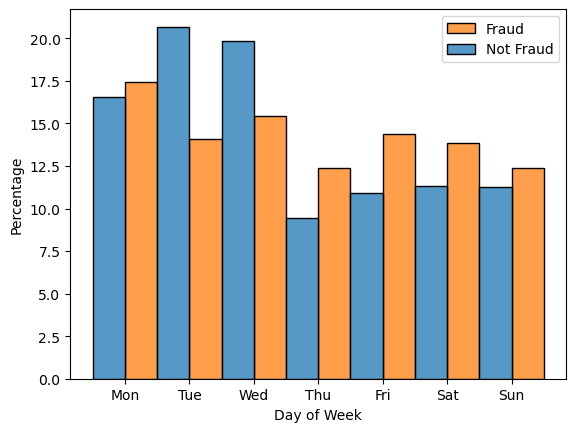 Fraud
Not Fraud
20.0
17.5
15.0
12.5
10.0
7.5
5.0
2.5
0.0
Percentage
Mon Tue Wed Thu Fri Sat Sun
Day of Week